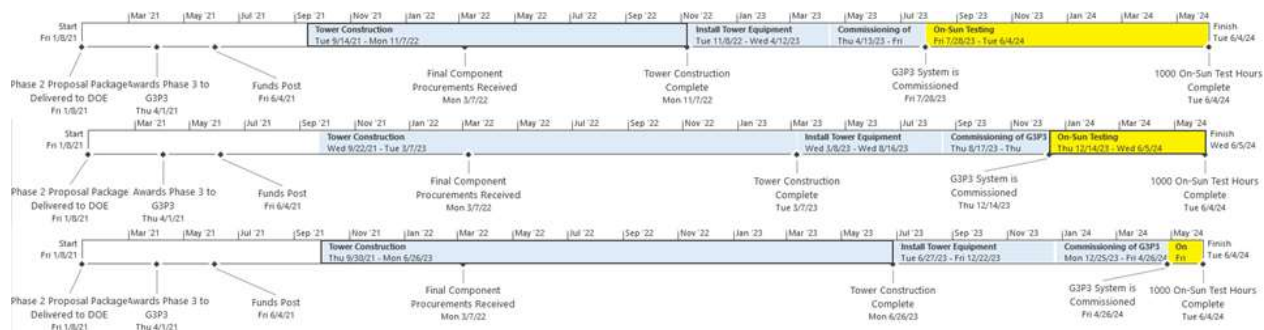 Mar '21 May '21 Jul '21 Sep '21 Nov '21 Jan '22 Mar '22 May '22 Jul '22 Sep '22 Nov '22 Jan '23 Mar '23 May '23 Jul '23 Sep '23 Nov '23 Jan '24 Mar '24 May '24
Start Tower Construction Install Tower Equipment Commissioning of On-Sun Testing Finish
Fri 1/8/21 Tue 9/14/21 - Mon 11/7/22 Tue 11/8/22 - Wed 4/12/23 Thu 4/13/23 - Fri Fri 7/28/23 - Tue 6/4/24 Tue 6/4/24
Phase 2 Proposal Package Awards Phase 3 to Funds Post Final Component Tower Construction G3P3 System is 1000 On-Sun Test Hours
Delivered to DOE G3P3 Fri 6/4/21 Procurements Received Complete Commissioned Complete
Fri 1/8/21 Thu 4/1/21 Mon 3/7/22 Mon 11/7/22 Fri 7/28/23 Tue 6/4/24
Mar '21 May '21 Jul '21 Sep '21 Nov '21 Jan '22 Mar '22 May '22 Jul '22 Sep '22 Nov '22 Jan '23 Mar '23 May '23 Jul '23 Sep '23 Nov '23 Jan '24 Mar '24 May '24
Start Tower Construction Install Tower Equipment Commissioning of G3P3 On-Sun Testing Finish
Fri 1/8/21 Wed 9/22/21 - Tue 3/7/23 Wed 3/8/23 - Wed 8/16/23 Thu 8/17/23 - Thu Thu 12/14/23 - Wed 6/5/24 Wed 6/5/24
Phase 2 Proposal Package Awards Phase 3 to Funds Post Final Component Tower Construction G3P3 System is 1000 On-Sun Test Hours
Delivered to DOE G3P3 Fri 6/4/21 Procurements Received Complete Commissioned Complete
Fri 1/8/21 Thu 4/1/21 Mon 3/7/22 Tue 3/7/23 Thu 12/14/23 Tue 6/4/24
Mar '21 May '21 Jul '21 Sep '21 Nov '21 Jan '22 Mar '22 May '22 Jul '22 Sep '22 Nov '22 Jan '23 Mar '23 May '23 Jul '23 Sep '23 Nov '23 Jan '24 Mar '24 May '24
Start Tower Construction Install Tower Equipment Commissioning of G3P3 On Finish
Fri 1/8/21 Thu 9/30/21 - Mon 6/26/23 Tue 6/27/23 - Fri 12/22/23 Mon 12/25/23 - Fri 4/26/24 Fri Tue 6/4/24
Phase 2 Proposal Package Awards Phase 3 to Funds Post Final Component Tower Construction G3P3 System is 1000 On-Sun Test Hours
Delivered to DOE G3P3 Fri 6/4/21 Procurements Received Complete Commissioned Complete
Fri 1/8/21 Thu 4/1/21 Mon 3/7/22 Mon 6/26/23 Fri 4/26/24 Tue 6/4/24